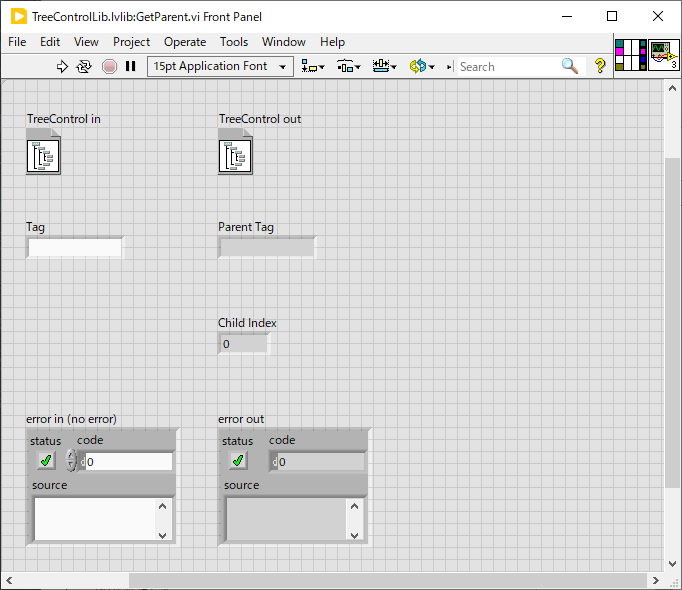 TreeControlLib.lvlib:GetParent.vi Front Panel
File Edit View Project Operate Tools Window Help
15pt Application Font Search ? 3
TreeControl in TreeControl out
Tag Parent Tag
Child Index
0
error in (no error) error out
status code status code
d 0 d 0
source source